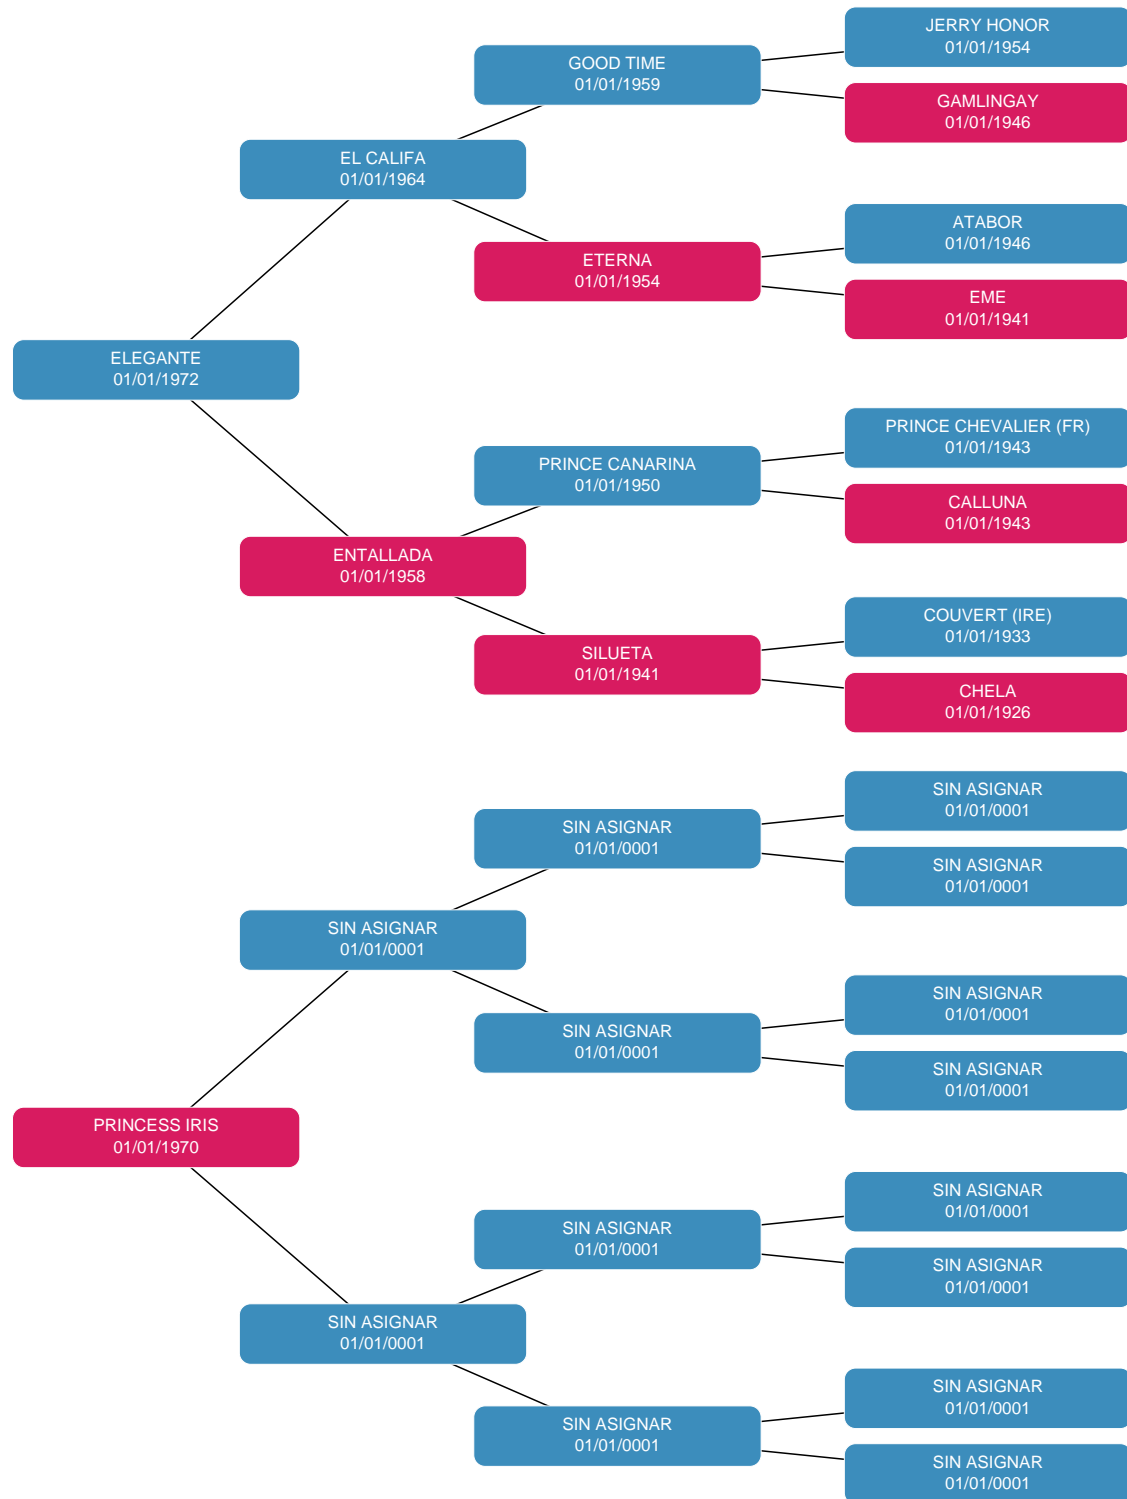 JERRY HONOR
01/01/1954
GOOD TIME
01/01/1959
GAMLINGAY
01/01/1946
EL CALIFA
01/01/1964
ATABOR
01/01/1946
ETERNA
01/01/1954
EME
01/01/1941
ELEGANTE
01/01/1972
PRINCE CHEVALIER (FR)
01/01/1943
PRINCE CANARINA
01/01/1950
CALLUNA
01/01/1943
ENTALLADA
01/01/1958
COUVERT (IRE)
01/01/1933
SILUETA
01/01/1941
CHELA
01/01/1926
SIN ASIGNAR
01/01/0001
SIN ASIGNAR
01/01/0001
SIN ASIGNAR
01/01/0001
SIN ASIGNAR
01/01/0001
SIN ASIGNAR
01/01/0001
SIN ASIGNAR
01/01/0001
SIN ASIGNAR
01/01/0001
PRINCESS IRIS
01/01/1970
SIN ASIGNAR
01/01/0001
SIN ASIGNAR
01/01/0001
SIN ASIGNAR
01/01/0001
SIN ASIGNAR
01/01/0001
SIN ASIGNAR
01/01/0001
SIN ASIGNAR
01/01/0001
SIN ASIGNAR
01/01/0001